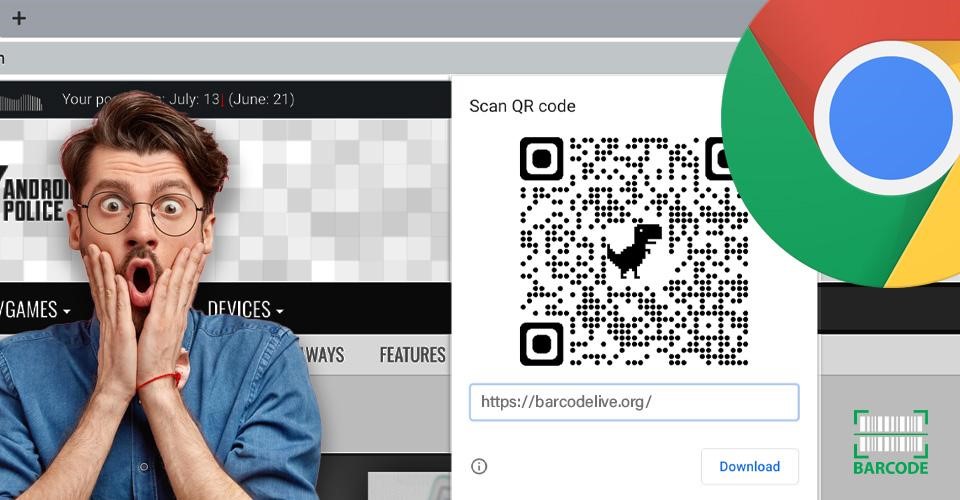 Your po
s: July: 13| (June: 21)
Scan QR code
ANDROI
POLICE
/GAMES
DEVICES
WAYS
FEATURES
https://barcodelive.org/
Download
BARCODE